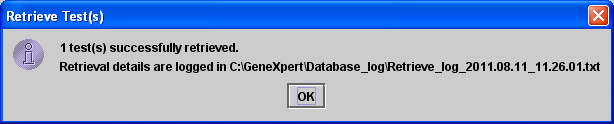 Retrieve Test(s)
1 test(s) successfully retrieved.
Retrieval details are logged in C:\GeneXpert\Database_log\Retrieve_log_2011.08.11_11.26.01.txt
OK